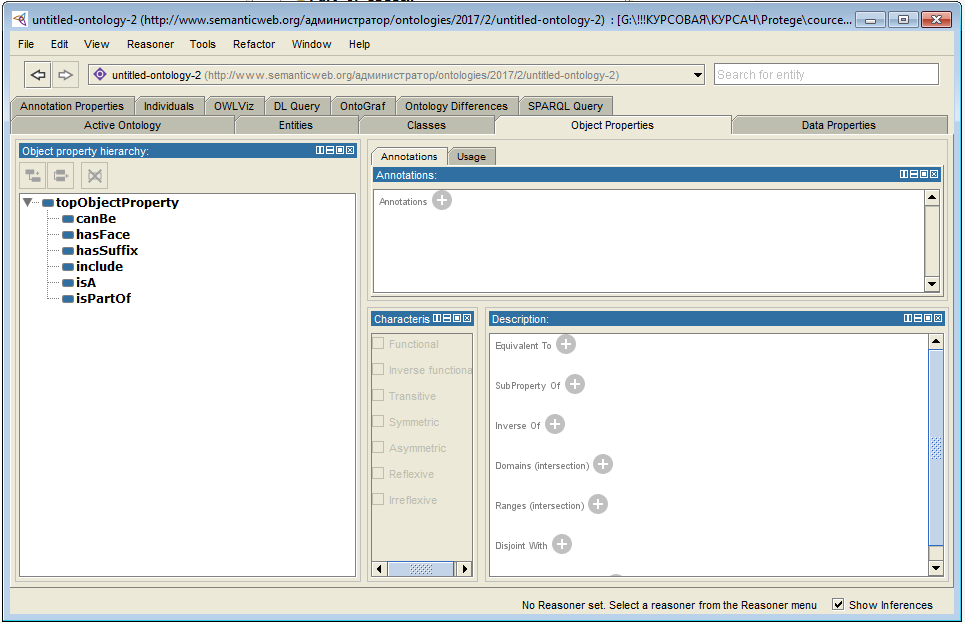 untitled-ontology-2 (http://www.semanticweb.org/администратор/ontologies/2017/2/untitled-ontology-2) : [G:\!!!КУРСОВАЯ\КУРСАЧ\Protege\cource...
File Edit View Reasoner Tools Refactor Window Help
untitled-ontology-2 (http://www.semanticweb.org/администратор/ontologies/2017/2/untitled-ontology-2)
Search for entity
Annotation Properties Individuals OWLViz DL Query OntoGraf Ontology Differences SPARQL Query
Active Ontology Entities Classes Object Properties Data Properties
Object property hierarchy:
topObjectProperty
canBe
hasFace
hasSuffix
include
isA
isPartOf
Annotations Usage
Annotations:
Annotations
Characteris
Functional
Inverse functiona
Transitive
Symmetric
Asymmetric
Reflexive
Irreflexive
Description:
Equivalent To
SubProperty Of
Inverse Of
Domains (intersection)
Ranges (intersection)
Disjoint With
No Reasoner set. Select a reasoner from the Reasoner menu
Show Inferences